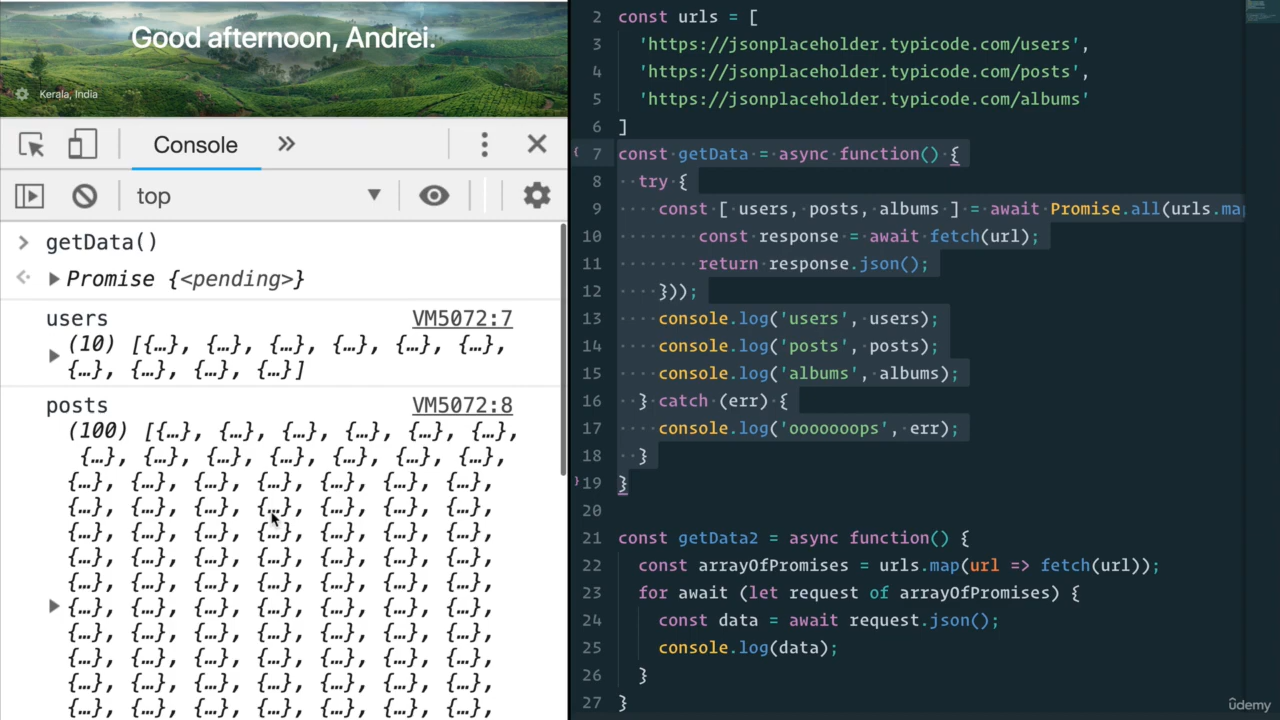 Good afternoon, Andrei.
Kerala, India
Console
top
getData()
Promise {<pending>}
users
VM5072:7
(10) [{…}, {…}, {…}, {…}, {…}, {…},
{…}, {…}, {…}, {…}]
posts
VM5072:8
(100) [{…}, {…}, {…}, {…}, {…}, {…},
{…}, {…}, {…}, {…}, {…}, {…}, {…},
{…}, {…}, {…}, {…}, {…}, {…}, {…},
{…}, {…}, {…}, {…}, {…}, {…}, {…},
{…}, {…}, {…}, {…}, {…}, {…}, {…},
{…}, {…}, {…}, {…}, {…}, {…}, {…},
{…}, {…}, {…}, {…}, {…}, {…}, {…},
{…}, {…}, {…}, {…}, {…}, {…}, {…},
{…}, {…}, {…}, {…}, {…}, {…}, {…},
{…}, {…}, {…}, {…}, {…}, {…}, {…},
{…}, {…}, {…}, {…}, {…}, {…}, {…},
{…}, {…}, {…}, {…}, {…}, {…}, {…},
2 const urls = [
3 'https://jsonplaceholder.typicode.com/users',
4 'https://jsonplaceholder.typicode.com/posts',
5 'https://jsonplaceholder.typicode.com/albums'
6 ]
7 const getData = async function() {
8 try {
9 const [ users, posts, albums ] = await Promise.all(urls.map
10 const response = await fetch(url);
11 return response.json();
12 }));
13 console.log('users', users);
14 console.log('posts', posts);
15 console.log('albums', albums);
16 } catch (err) {
17 console.log('ooooooops', err);
18 }
19 }
20
21 const getData2 = async function() {
22 const arrayOfPromises = urls.map(url => fetch(url));
23 for await (let request of arrayOfPromises) {
24 const data = await request.json();
25 console.log(data);
26 }
27 }
ûdemy